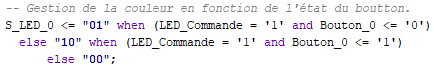 -- Gestion de la couleur en fonction de l'état du boutton.
S_LED_0 <= "01" when (LED_Commande = '1' and Bouton_0 <= '0')
else "10" when (LED_Commande = '1' and Bouton_0 <= '1')
else "00";